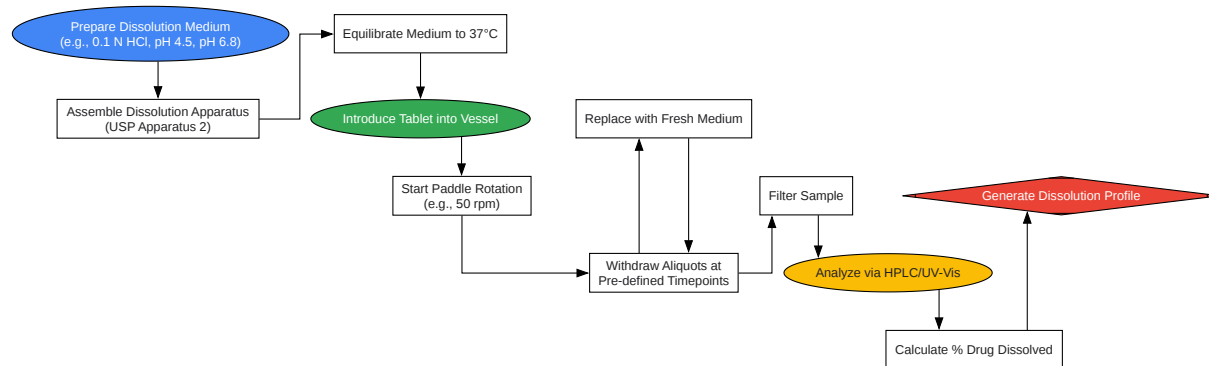 Prepare Dissolution Medium
(e.g., 0.1 N HCl, pH 4.5, pH 6.8)
Assemble Dissolution Apparatus
(USP Apparatus 2)
Equilibrate Medium to 37°C
Introduce Tablet into Vessel
Start Paddle Rotation
(e.g., 50 rpm)
Withdraw Aliquots at
Pre-defined Timepoints
Replace with Fresh Medium
Filter Sample
Analyze via HPLC/UV-Vis
Calculate % Drug Dissolved
Generate Dissolution Profile